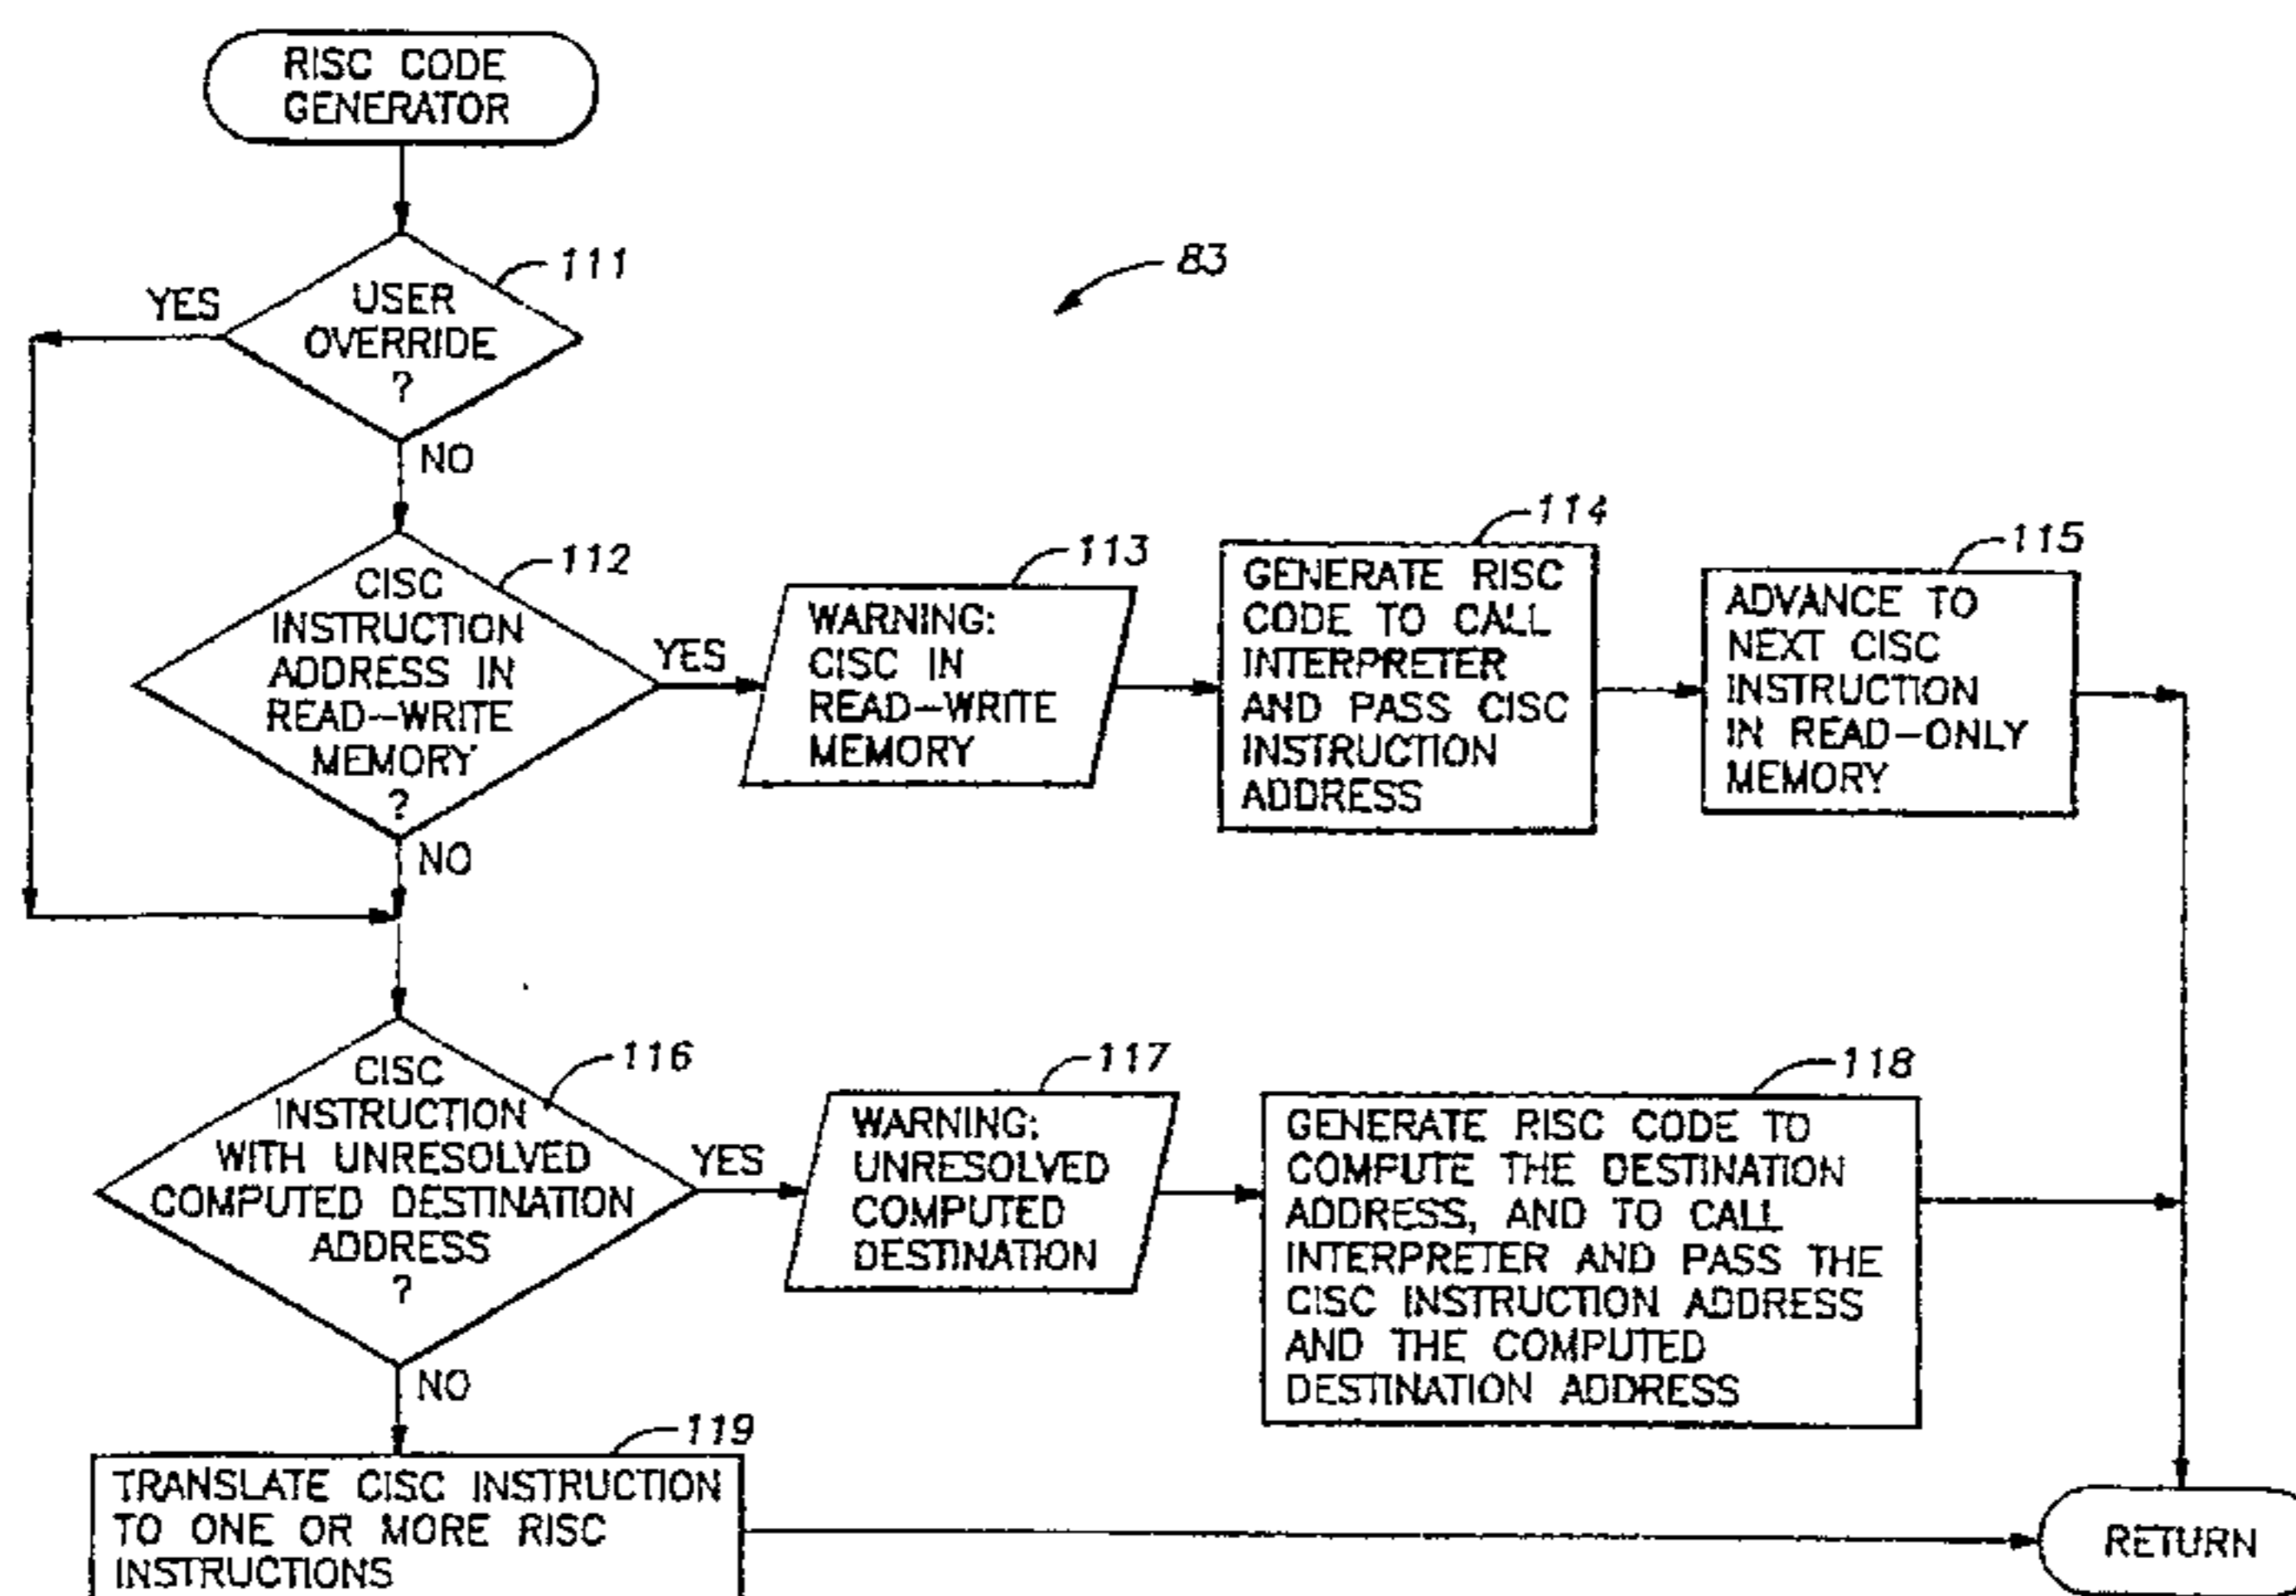 RISC CODE
GENERATOR
111
83
YES
USER
OVERRIDE
?
NO
112
CISC
INSTRUCTION
ADDRESS IN
READ-WRITE
MEMORY
?
YES
NO
113
WARNING:
CISC IN
READ-WRITE
MEMORY
114
GENERATE RISC
CODE TO CALL
INTERPRETER
AND PASS CISC
INSTRUCTION
ADDRESS
115
ADVANCE TO
NEXT CISC
INSTRUCTION
IN READ-ONLY
MEMORY
116
CISC
INSTRUCTION
WITH UNRESOLVED
COMPUTED DESTINATION
ADDRESS
?
YES
NO
117
WARNING:
UNRESOLVED
COMPUTED
DESTINATION
118
GENERATE RISC CODE TO
COMPUTE THE DESTINATION
ADDRESS, AND TO CALL
INTERPRETER AND PASS THE
CISC INSTRUCTION ADDRESS
AND THE COMPUTED
DESTINATION ADDRESS
119
TRANSLATE CISC INSTRUCTION
TO ONE OR MORE RISC
INSTRUCTIONS
RETURN